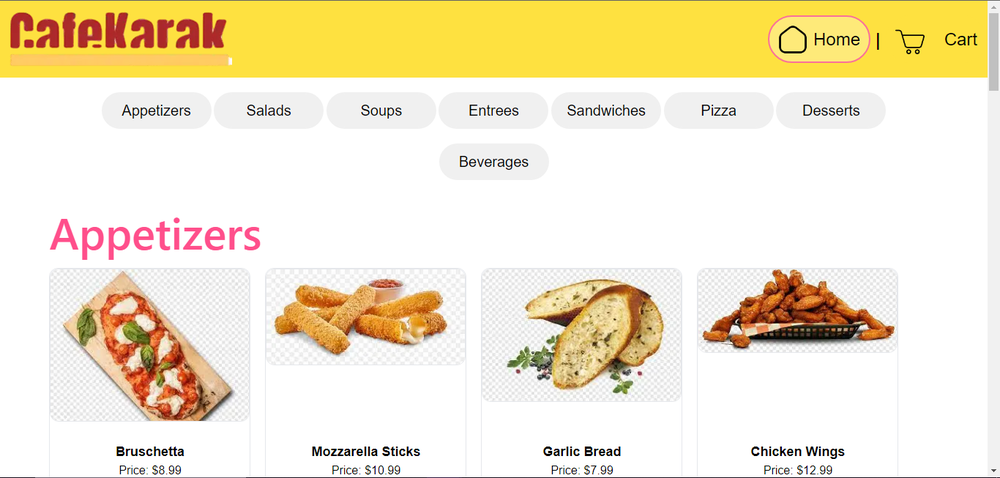 CafeKarak
Home | Cart
Appetizers Salads Soups Entrees Sandwiches Pizza Desserts
Beverages
Appetizers
Bruschetta Mozzarella Sticks Garlic Bread Chicken Wings
Price: $8.99 Price: $10.99 Price: $7.99 Price: $12.99